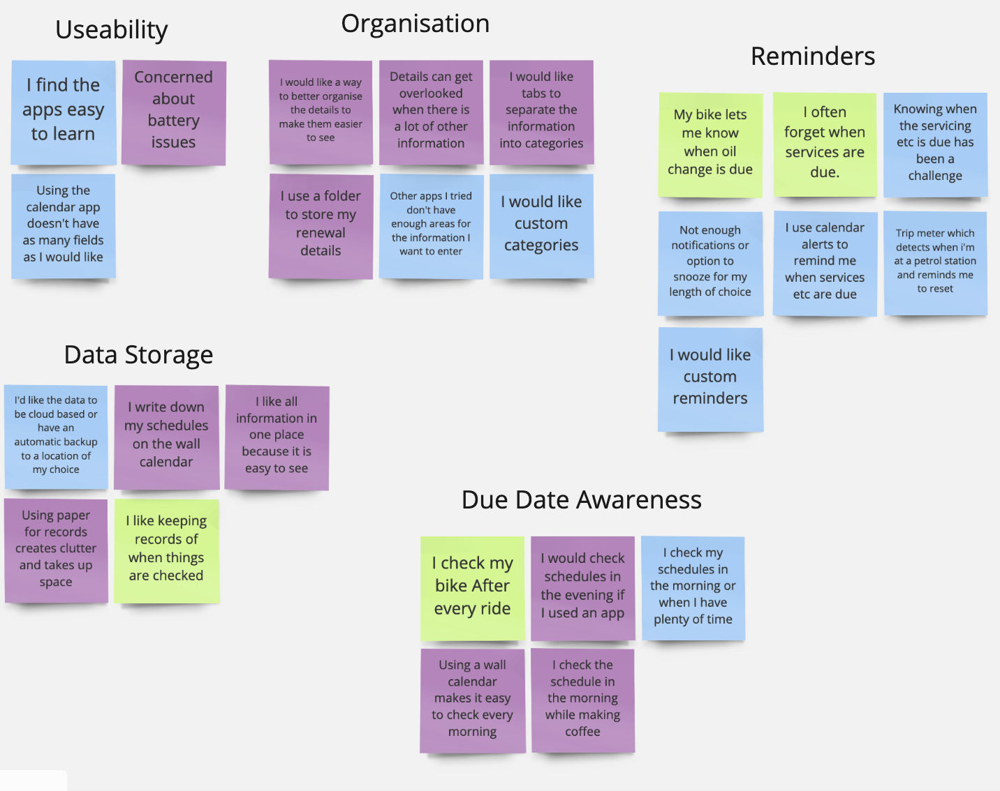 Useability
I find the
apps easy
to learn
Concerned
about
battery
issues
Using the
calendar app
doesn't have
as many fields
as I would like
Organisation
I would like a way
to better organise
the details to
make them easier
to see
Details can get
overlooked
when there is
a lot of other
information
I would like
tabs to
separate the
information
into categories
I use a folder
to store my
renewal
details
Other apps I tried
don't have
enough areas for
the information I
want to enter
I would like
custom
categories
Reminders
My bike lets
me know
when oil
change is due
I often
forget when
services are
due.
Knowing when
the servicing
etc is due has
been a
challenge
Not enough
notifications or
option to
snooze for my
length of choice
I use calendar
alerts to
remind me
when services
etc are due
Trip meter which
detects when i'm
at a petrol station
and reminds me
to reset
I would like
custom
reminders
Data Storage
I'd like the data to
be cloud based or
have an
automatic backup
to a location of
my choice
I write down
my schedules
on the wall
calendar
I like all
information in
one place
because it is
easy to see
Using paper
for records
creates clutter
and takes up
space
I like keeping
records of
when things
are checked
Due Date Awareness
I check my
bike After
every ride
I would check
schedules in
the evening if
I used an app
I check my
schedules in
the morning or
when I have
plenty of time
Using a wall
calendar
makes it easy
to check every
morning
I check the
schedule in
the morning
while making
coffee